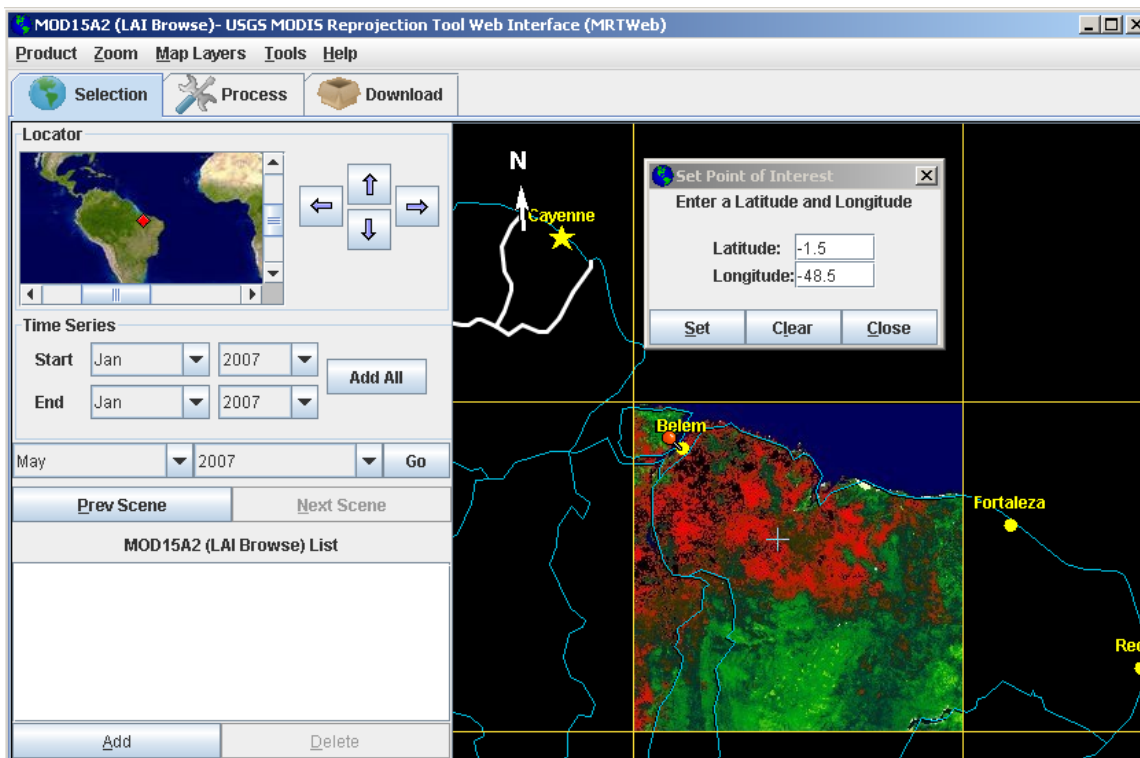 MOD15A2 (LAI Browse)- USGS MODIS Reprojection Tool Web Interface (MRTWeb)
Product Zoom Map Layers Tools Help
Selection Process Download
Locator
Time Series
Start Jan 2007
End Jan 2007
Add All
May 2007 Go
Prev Scene Next Scene
MOD15A2 (LAI Browse) List
Add Delete
N
Cayenne
Set Point of Interest
Enter a Latitude and Longitude
Latitude: -1.5
Longitude: -48.5
Set Clear Close
Belem
Fortaleza